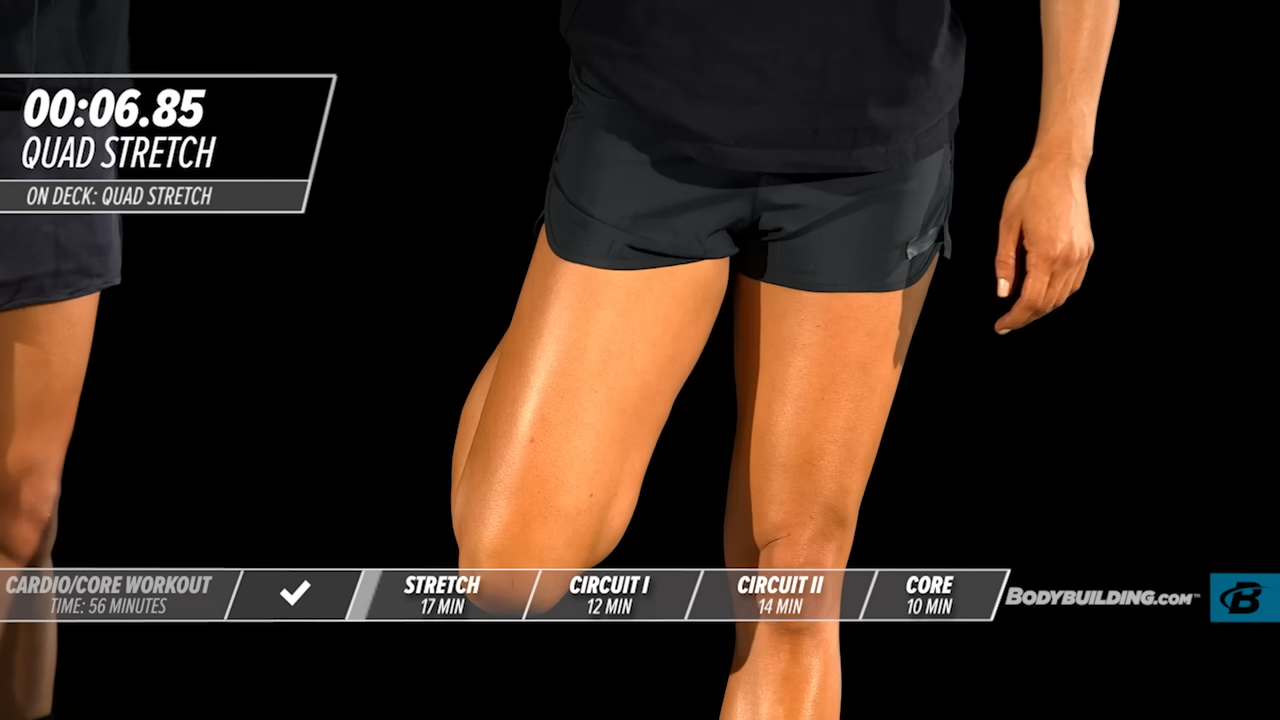 00:06.85
QUAD STRETCH
ON DECK: QUAD STRETCH
CARDIO/CORE WORKOUT
TIME: 56 MINUTES
STRETCH
17 MIN
CIRCUIT I
12 MIN
CIRCUIT II
14 MIN
CORE
10 MIN
BODYBUILDING.COM™
B